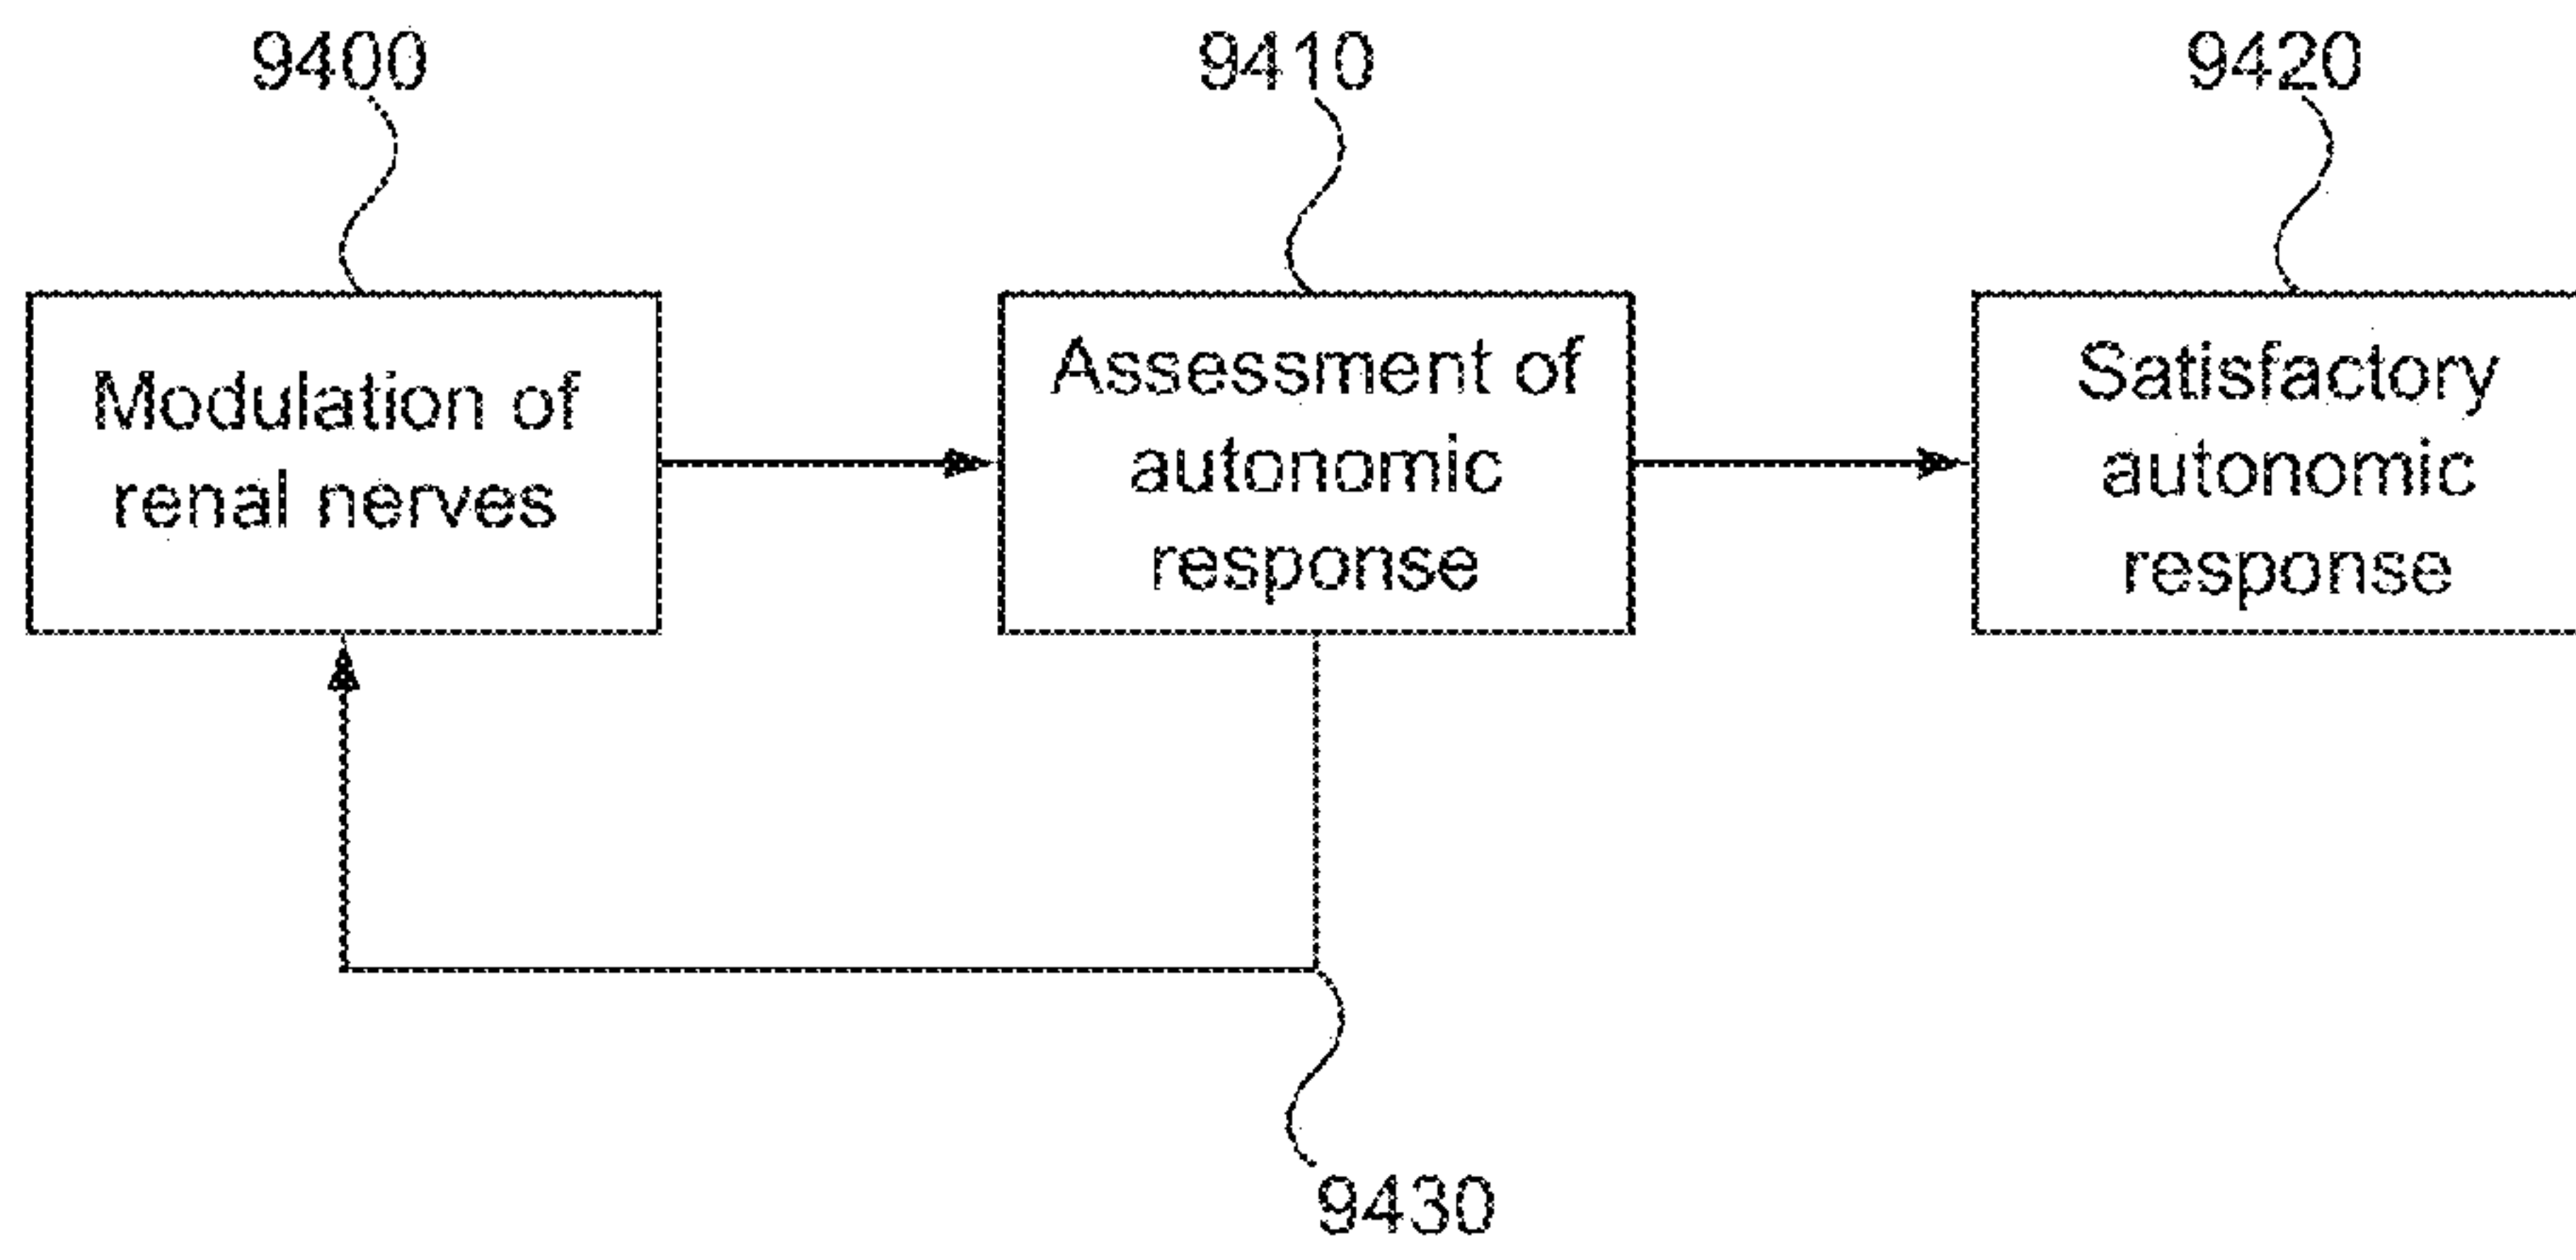 9400
9410
9420
Modulation of
renal nerves
Assessment of
autonomic
response
Satisfactory
autonomic
response
9430